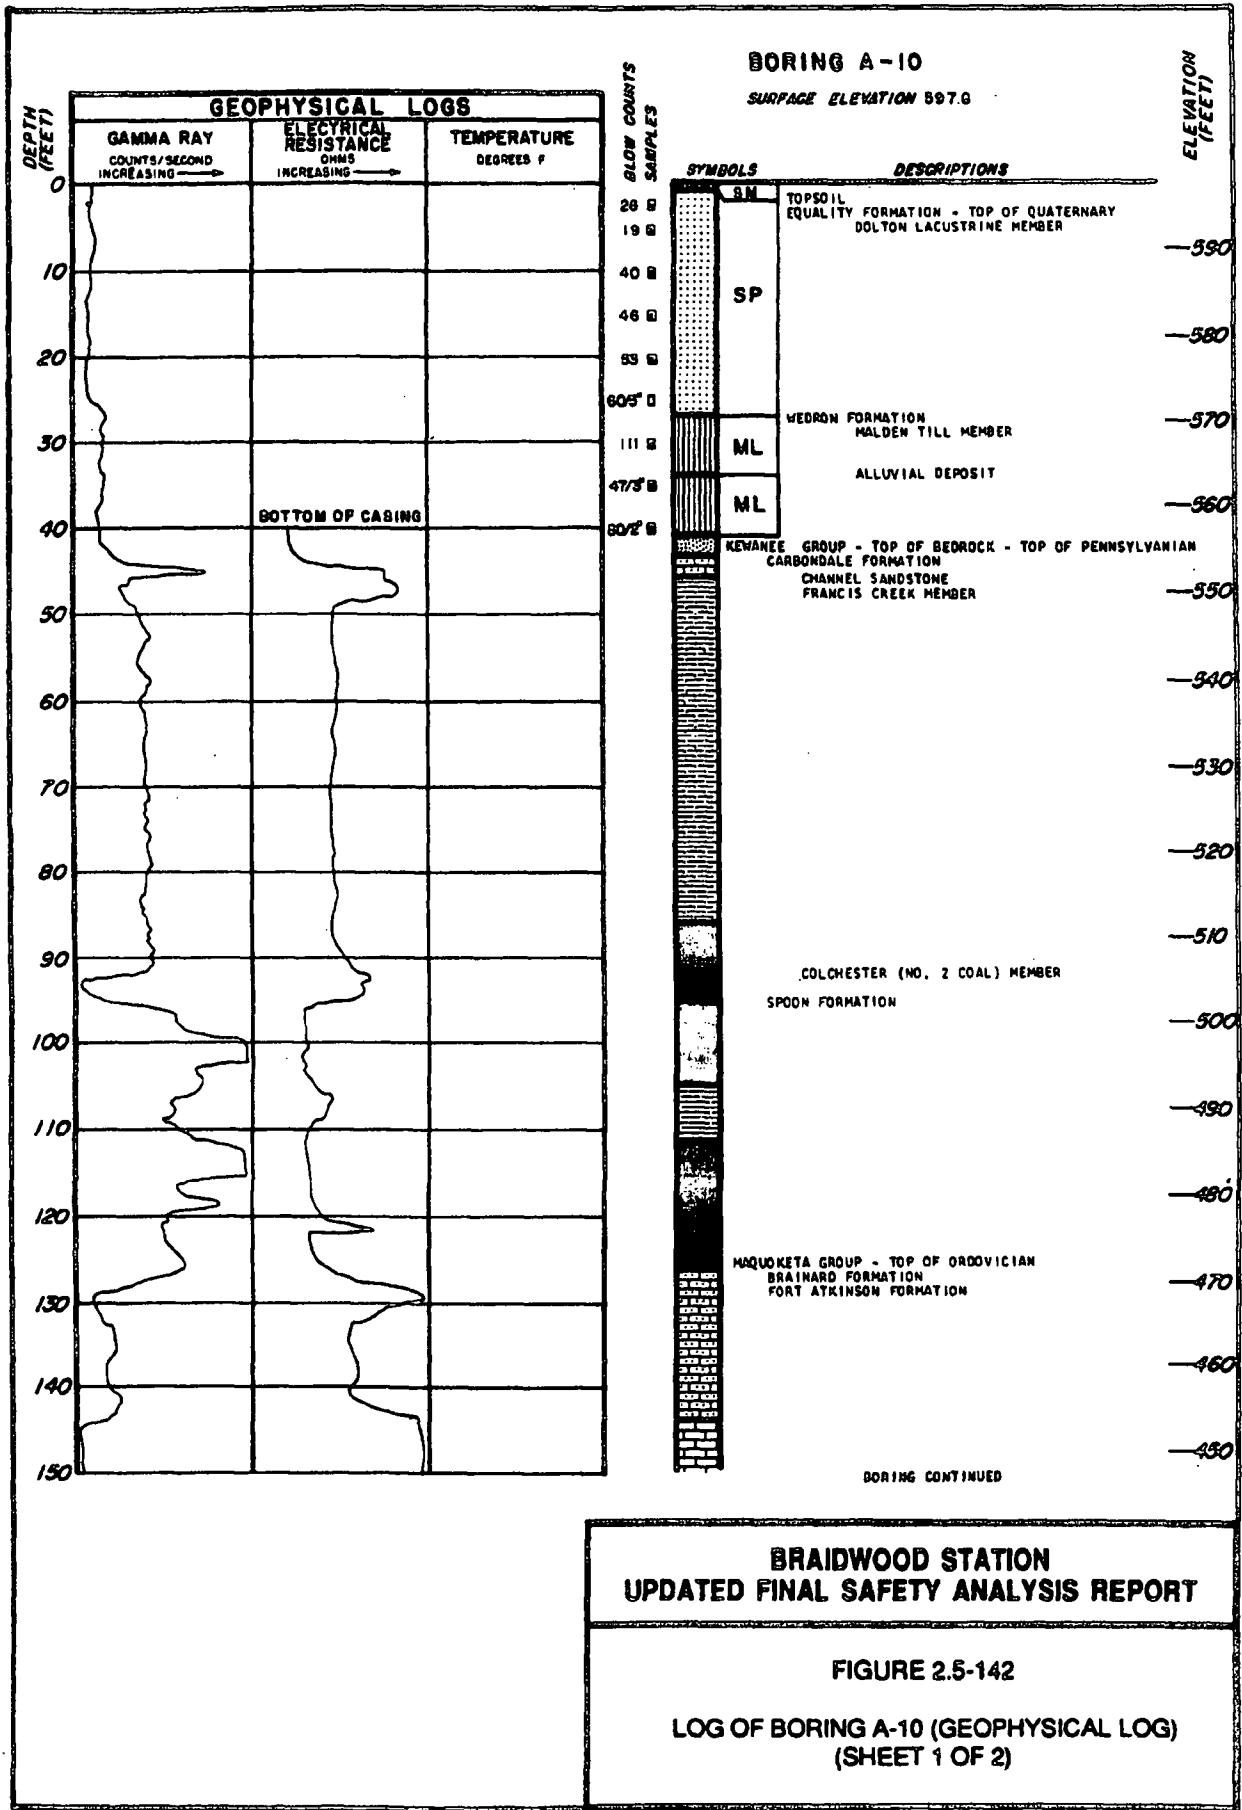 BORING A-10
SURFACE ELEVATION 597.0
DEPTH (FEET)
GEOPHYSICAL LOGS
GAMMA RAY
COUNTS/SECOND
INCREASING
ELECTRICAL RESISTANCE
OHMS
INCREASING
TEMPERATURE
DEGREES F
BLOW COUNTS
SAMPLES
SYMBOLS
DESCRIPTIONS
ELEVATION (FEET)
0
10
20
30
40
50
60
70
80
90
100
110
120
130
140
150
BOTTOM OF CASING
19
40
46
60/5"
111
47/3"
SM
SP
ML
ML
TOPSOIL
EQUALITY FORMATION - TOP OF QUATERNARY
DOLTON LACUSTRINE MEMBER
WEDRON FORMATION
MALDEN TILL MEMBER
ALLUVIAL DEPOSIT
KEWANEE GROUP - TOP OF BEDROCK - TOP OF PENNSYLVANIAN
CARBONDALE FORMATION
CHANNEL SANDSTONE
FRANCIS CREEK MEMBER
COLCHESTER (NO. 2 COAL) MEMBER
SPOON FORMATION
MAQUOKETA GROUP - TOP OF ORDOVICIAN
BRAINARD FORMATION
FORT ATKINSON FORMATION
BORING CONTINUED
590
580
570
560
550
540
530
520
510
500
490
480
470
460
450
BRAIDWOOD STATION
UPDATED FINAL SAFETY ANALYSIS REPORT
FIGURE 2.5-142
LOG OF BORING A-10 (GEOPHYSICAL LOG)
(SHEET 1 OF 2)